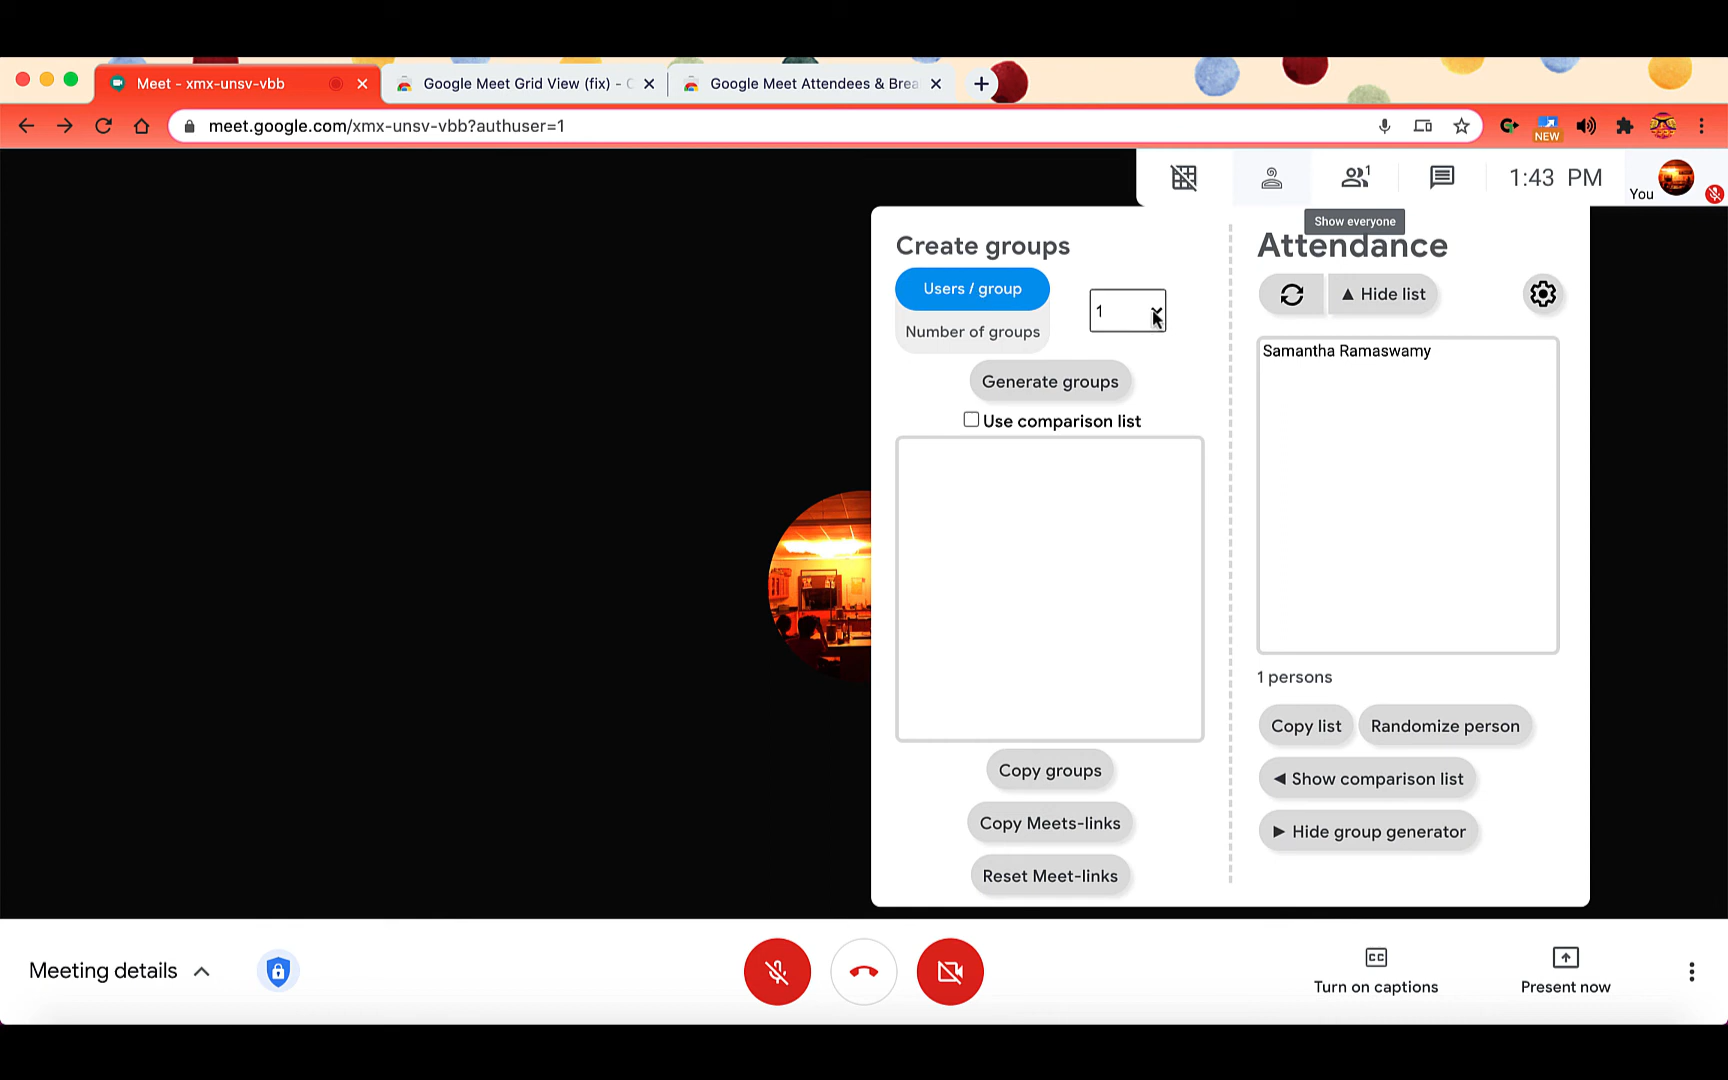 Meet - xmx-unsv-vbb
Google Meet Grid View (fix) - C
Google Meet Attendees & Brea
meet.google.com/xmx-unsv-vbb?authuser=1
NEW
1
1:43 PM
You
Show everyone
Create groups
Users / group
Number of groups
1
Generate groups
Use comparison list
Copy groups
Copy Meets-links
Reset Meet-links
Attendance
▲ Hide list
Samantha Ramaswamy
1 persons
Copy list
Randomize person
◀ Show comparison list
▶ Hide group generator
Meeting details
CC
Turn on captions
Present now